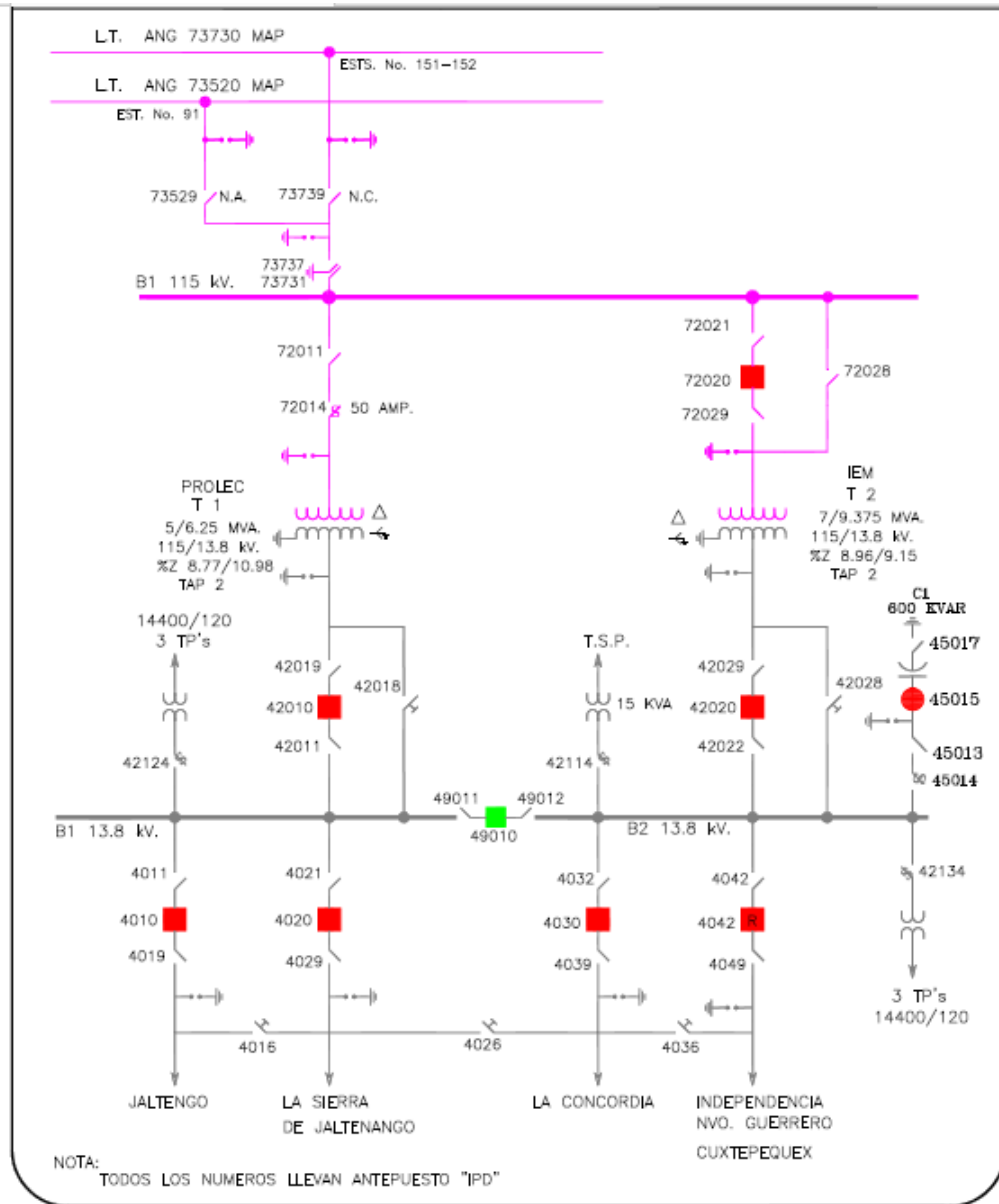 L.T. ANG 73730 MAP
ESTS. No. 151-152
L.T. ANG 73520 MAP
EST. No. 91
73529
N.A.
73739
N.C.
73737
73731
B1 115 kV.
72011
72021
72020
72028
72029
72014
50 AMP.
PROLEC
T 1
5/6.25 MVA.
115/13.8 kV.
%Z 8.77/10.98
TAP 2
IEM
T 2
7/9.375 MVA.
115/13.8 kV.
%Z 8.96/9.15
TAP 2
14400/120
3 TP's
42124
42019
42018
42010
42011
T.S.P.
15 KVA
42114
42029
42028
42020
42022
C1
600 KVAR
45017
45015
45013
45014
B1 13.8 kV.
49011
49012
49010
B2 13.8 kV.
4011
4010
4019
4021
4020
4029
4032
4030
4039
4042
4042
R
4049
42134
3 TP's
14400/120
4016
4026
4036
JALTENGO
LA SIERRA
DE JALTENANGO
LA CONCORDIA
INDEPENDENCIA
NVO. GUERRERO
CUXTEPEQUEX
NOTA:
TODOS LOS NUMEROS LLEVAN ANTEPUESTO "IPD"